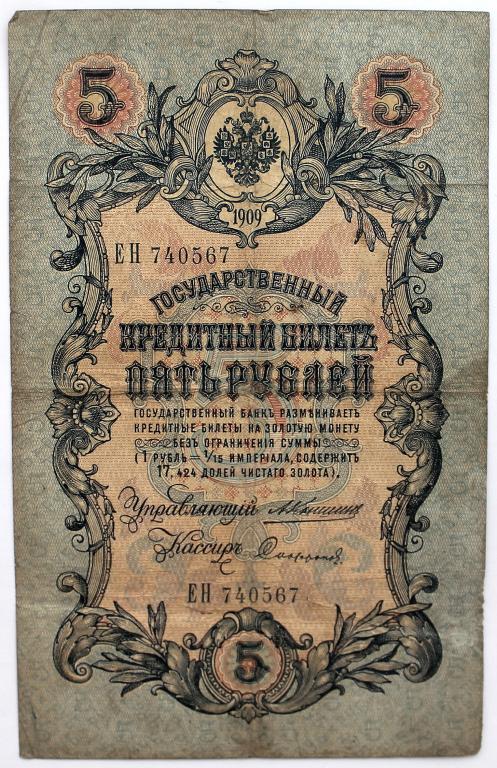 5 5
1909
ЕН 740567
ГОСУДАРСТВЕННЫЙ
КРЕДИТНЫЙ БИЛЕТЪ
ПЯТЬ РУБЛЕЙ
ГОСУДАРСТВЕННЫЙ БАНКЪ РАЗМѢНИВАЕТЪ
КРЕДИТНЫЕ БИЛЕТЫ НА ЗОЛОТУЮ МОНЕТУ
БЕЗЪ ОГРАНИЧЕНІЯ СУММЫ
(1 РУБЛЬ = 1/15 ИМПЕРІАЛА, СОДЕРЖИТЪ
17,424 ДОЛЕЙ ЧИСТАГО ЗОЛОТА).
Управляющій
Кассиръ
ЕН 740567
5